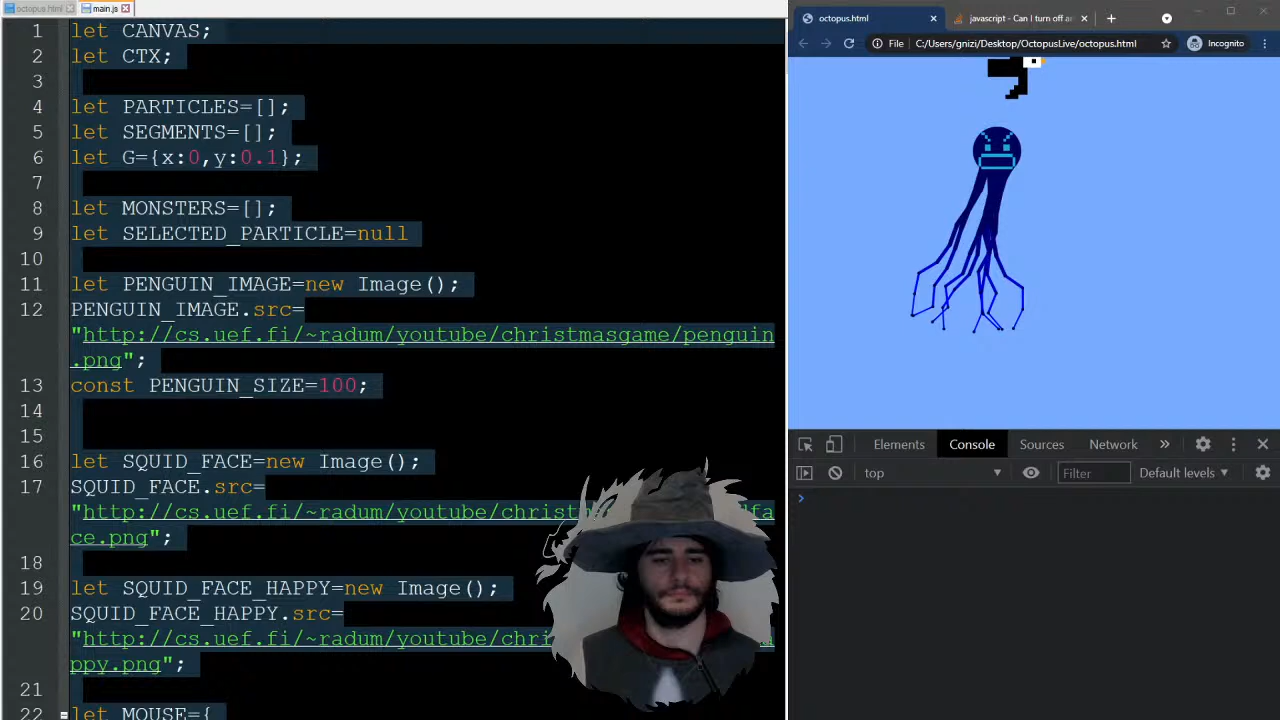 octopus.html
main.js
1 let CANVAS;
2 let CTX;
3
4 let PARTICLES=[];
5 let SEGMENTS=[];
6 let G={x:0,y:0.1};
7
8 let MONSTERS=[];
9 let SELECTED_PARTICLE=null
10
11 let PENGUIN_IMAGE=new Image();
12 PENGUIN_IMAGE.src=
"http://cs.uef.fi/~radum/youtube/christmasgame/penguin
.png";
13 const PENGUIN_SIZE=100;
14
15
16 let SQUID_FACE=new Image();
17 SQUID_FACE.src=
"http://cs.uef.fi/~radum/youtube/christm
ce.png";
18
19 let SQUID_FACE_HAPPY=new Image();
20 SQUID_FACE_HAPPY.src=
"http://cs.uef.fi/~radum/youtube/chri
ppy.png";
21
22 let MOUSE={
octopus.html
javascript - Can I turn off ar
File C:/Users/gnizi/Desktop/OctopusLive/octopus.html
Incognito
Elements Console Sources Network
top Filter Default levels